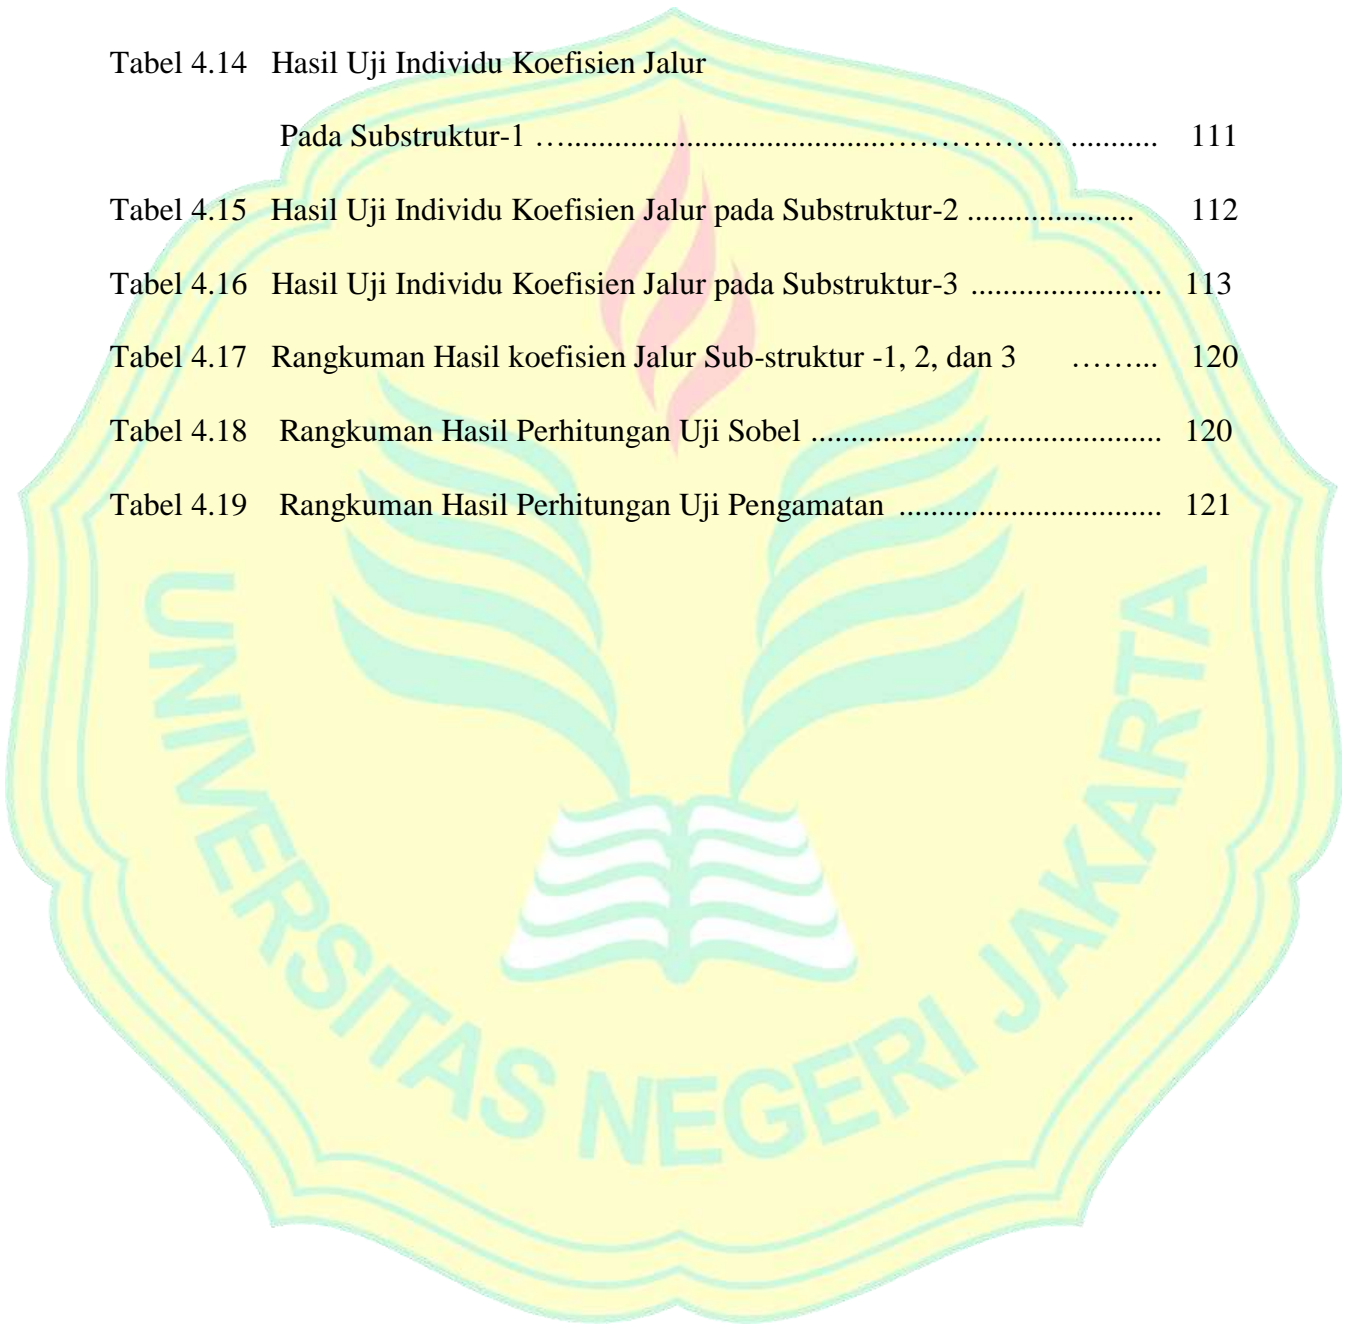 Tabel 4.14 Hasil Uji Individu Koefisien Jalur
Pada Substruktur-1 …........................................…………….. ........... 111
Tabel 4.15 Hasil Uji Individu Koefisien Jalur pada Substruktur-2 ..................... 112
Tabel 4.16 Hasil Uji Individu Koefisien Jalur pada Substruktur-3 ........................ 113
Tabel 4.17 Rangkuman Hasil koefisien Jalur Sub-struktur -1, 2, dan 3 ……... 120
Tabel 4.18 Rangkuman Hasil Perhitungan Uji Sobel ............................................. 120
Tabel 4.19 Rangkuman Hasil Perhitungan Uji Pengamatan ................................. 121
UNIVERSITAS NEGERI JAKARTA